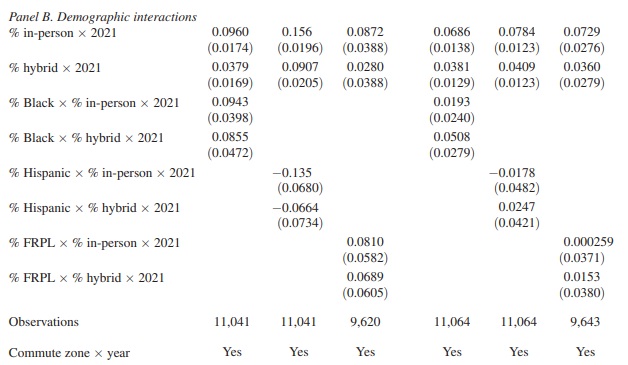 Panel B. Demographic interactions
% in-person × 2021 0.0960 0.156 0.0872 0.0686 0.0784 0.0729
(0.0174) (0.0196) (0.0388) (0.0138) (0.0123) (0.0276)
% hybrid × 2021 0.0379 0.0907 0.0280 0.0381 0.0409 0.0360
(0.0169) (0.0205) (0.0388) (0.0129) (0.0123) (0.0279)
% Black × % in-person × 2021 0.0943 0.0193
(0.0398) (0.0240)
% Black × % hybrid × 2021 0.0855 0.0508
(0.0472) (0.0279)
% Hispanic × % in-person × 2021 −0.135 −0.0178
(0.0680) (0.0482)
% Hispanic × % hybrid × 2021 −0.0664 0.0247
(0.0734) (0.0421)
% FRPL × % in-person × 2021 0.0810 0.000259
(0.0582) (0.0371)
% FRPL × % hybrid × 2021 0.0689 0.0153
(0.0605) (0.0380)
Observations 11,041 11,041 9,620 11,064 11,064 9,643
Commute zone × year Yes Yes Yes Yes Yes Yes